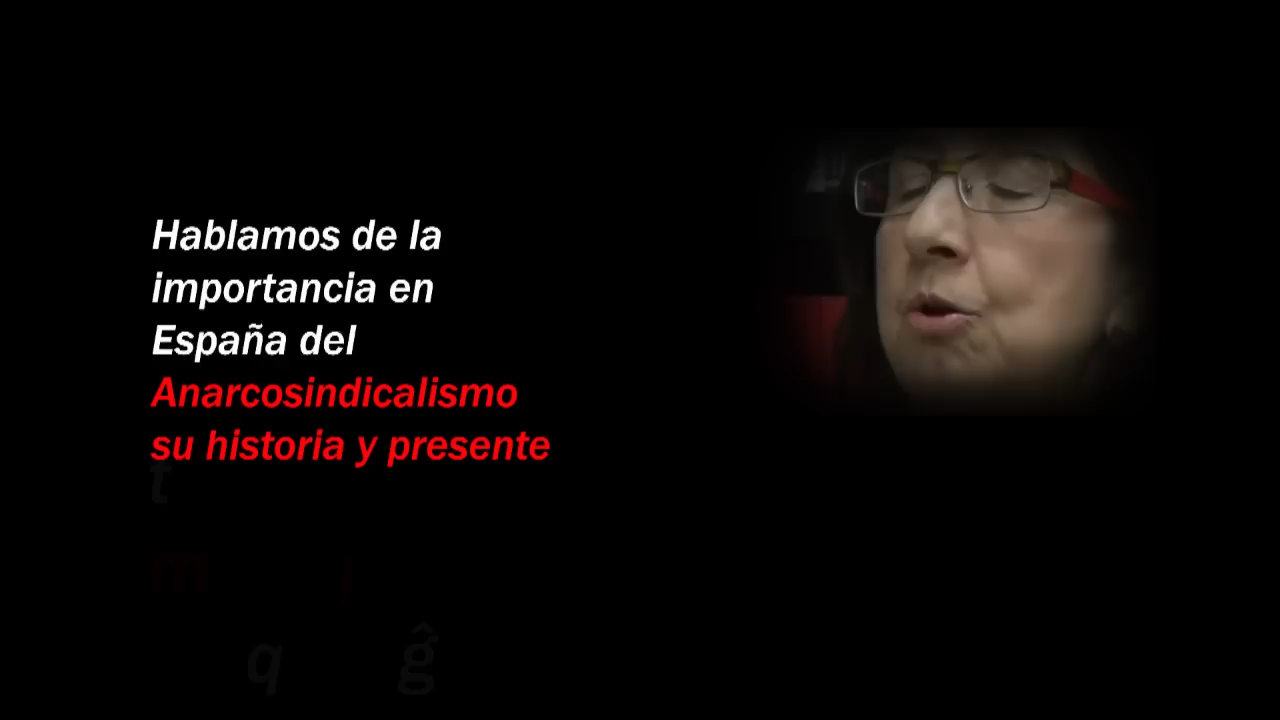 Hablamos de la
importancia en
España del
Anarcosindicalismo
su historia y presente
t
m j
q ĝ